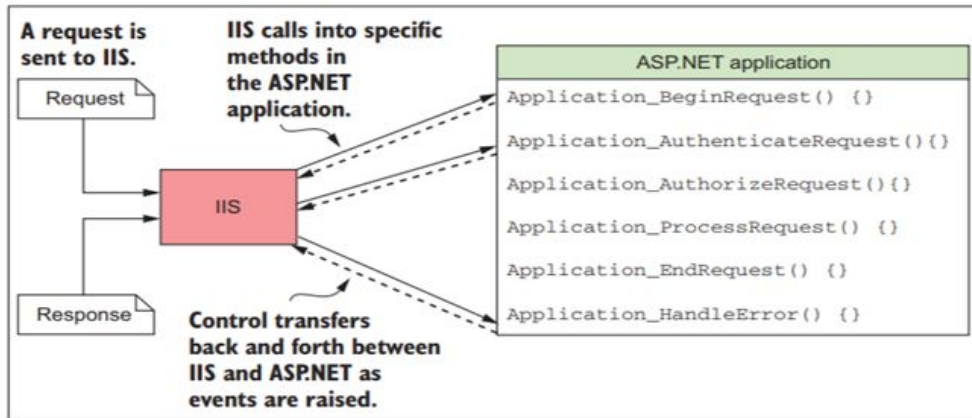 A request is
sent to IIS.
Request
IIS calls into specific
methods in
the ASP.NET
application.
IIS
Response
Control transfers
back and forth between
IIS and ASP.NET as
events are raised.
ASP.NET application
Application_BeginRequest() {}
Application_AuthenticateRequest(){}
Application_AuthorizeRequest(){}
Application_ProcessRequest() {}
Application_EndRequest() {}
Application_HandleError() {}